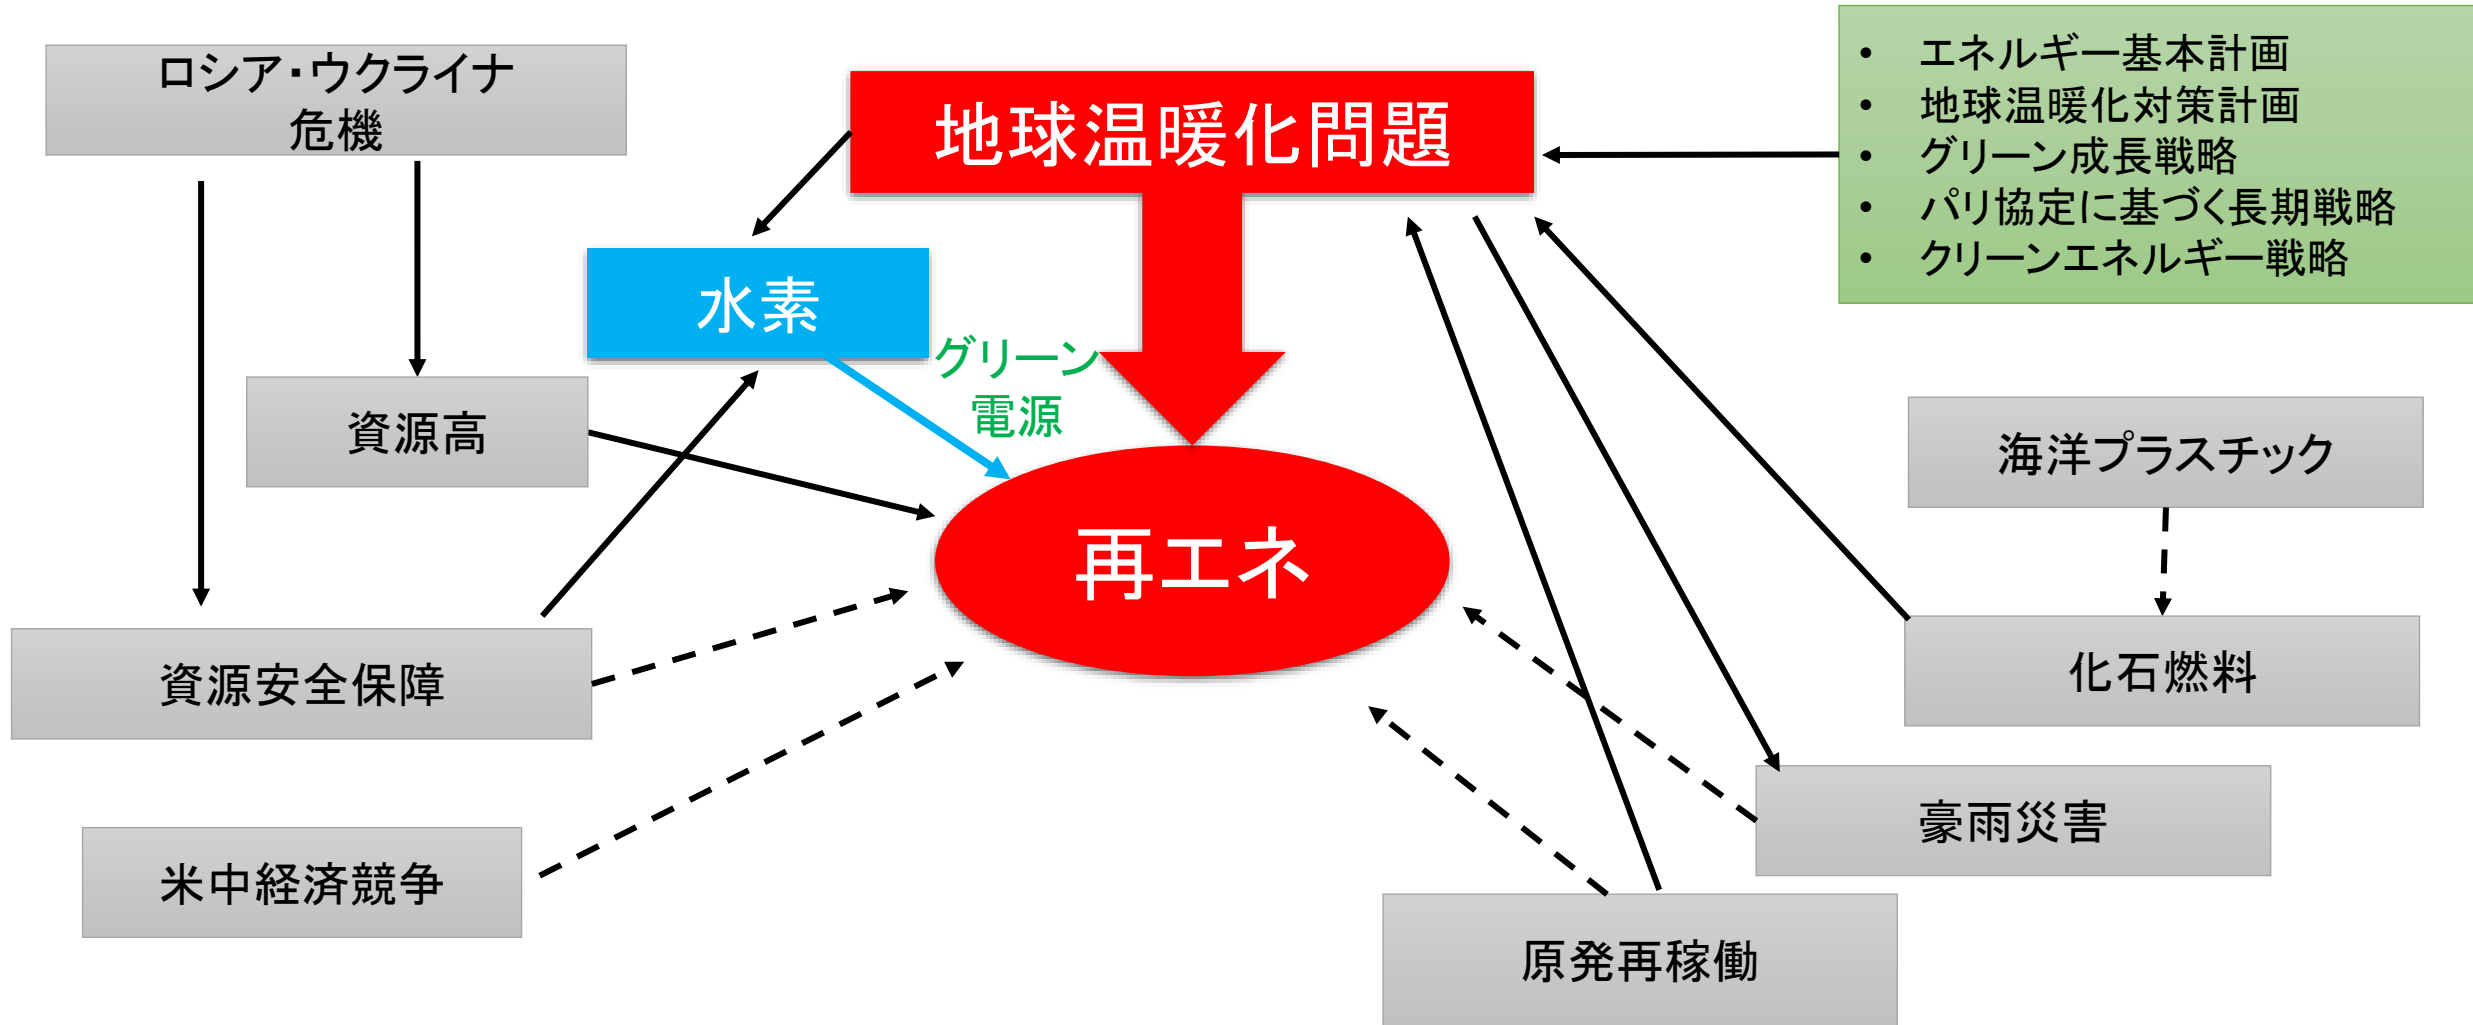 ロシア・ウクライナ
危機
地球温暖化問題
• エネルギー基本計画
• 地球温暖化対策計画
• グリーン成長戦略
• パリ協定に基づく長期戦略
• クリーンエネルギー戦略
水素
グリーン
電源
資源高
海洋プラスチック
再エネ
資源安全保障
化石燃料
豪雨災害
米中経済競争
原発再稼働